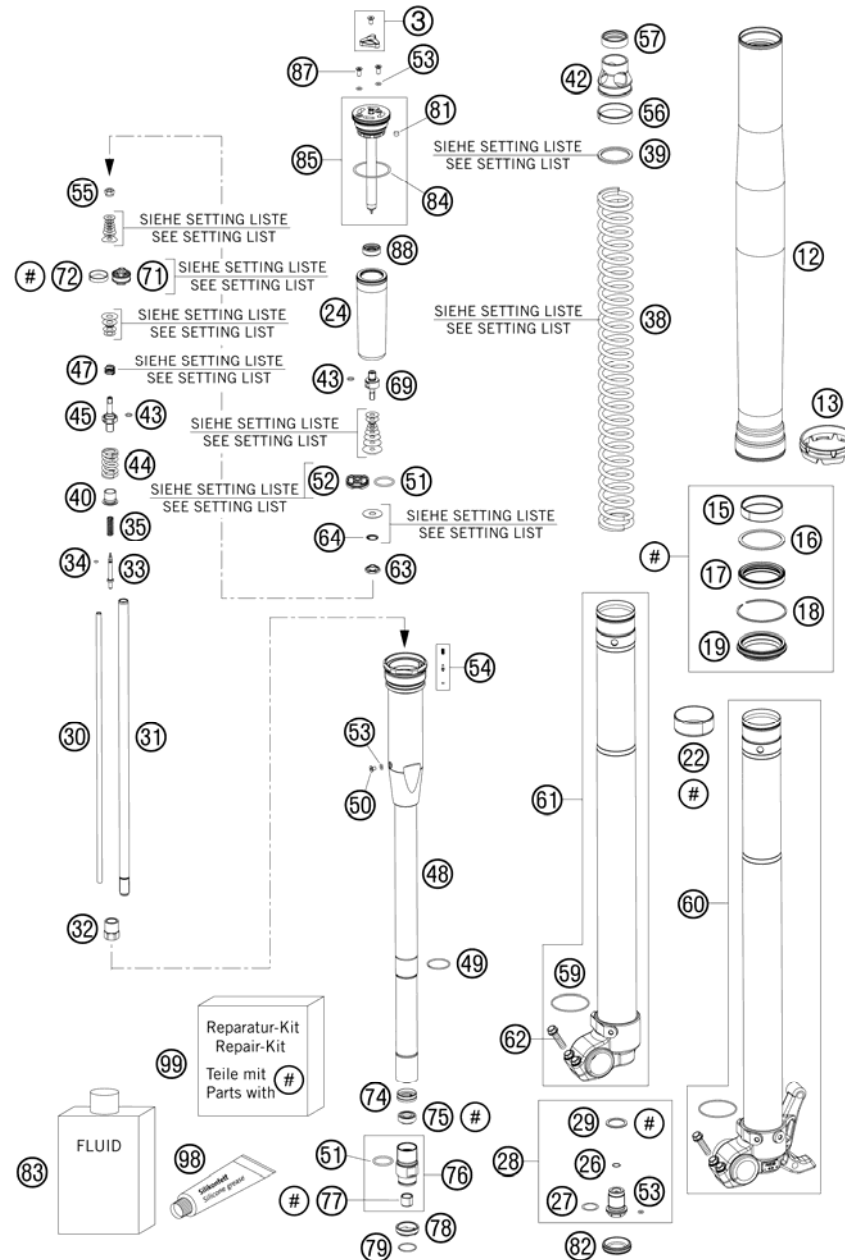 3
57
87
53
42
81
56
85
SIEHE SETTING LISTE
SEE SETTING LIST
39
55
84
SIEHE SETTING LISTE
SEE SETTING LIST
88
12
# 72 71
SIEHE SETTING LISTE
SEE SETTING LIST
24
SIEHE SETTING LISTE
SEE SETTING LIST
SIEHE SETTING LISTE
SEE SETTING LIST
38
47
SIEHE SETTING LISTE
SEE SETTING LIST
43
69
13
45
43
SIEHE SETTING LISTE
SEE SETTING LIST
44
52
51
SIEHE SETTING LISTE
SEE SETTING LIST
40
15
35
SIEHE SETTING LISTE
SEE SETTING LIST
64
16
#
34
33
63
17
18
19
54
30
31
53
22
#
50
61
48
60
32
49
59
62
Reparatur-Kit
Repair-Kit
Teile mit
Parts with #
99
74
75 #
29 #
FLUID
83
98
Silikonfett
Silicone grease
51
76
28
26
# 77
27
53
78
79
82